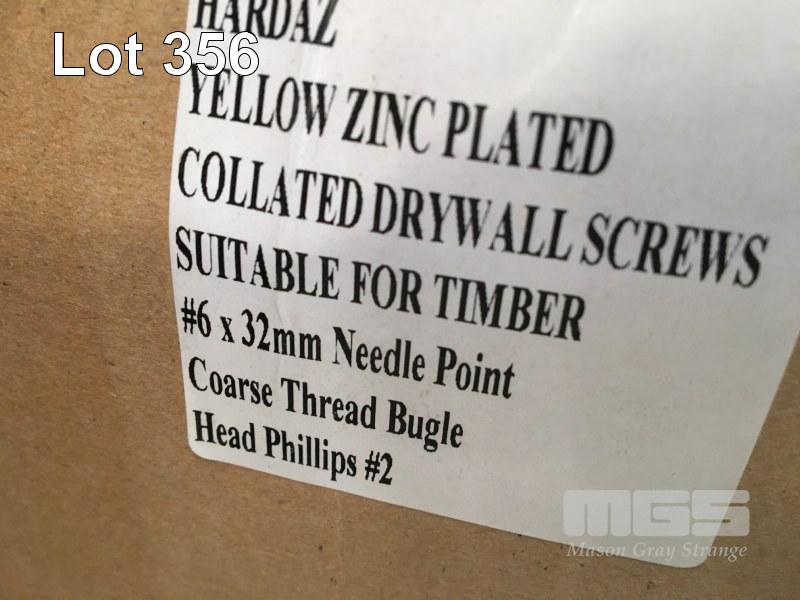 Lot 356
HARDAZ
YELLOW ZINC PLATED
COLLATED DRYWALL SCREWS
SUITABLE FOR TIMBER
#6 x 32mm Needle Point
Coarse Thread Bugle
Head Phillips #2
MGS
Mason Gray Strange